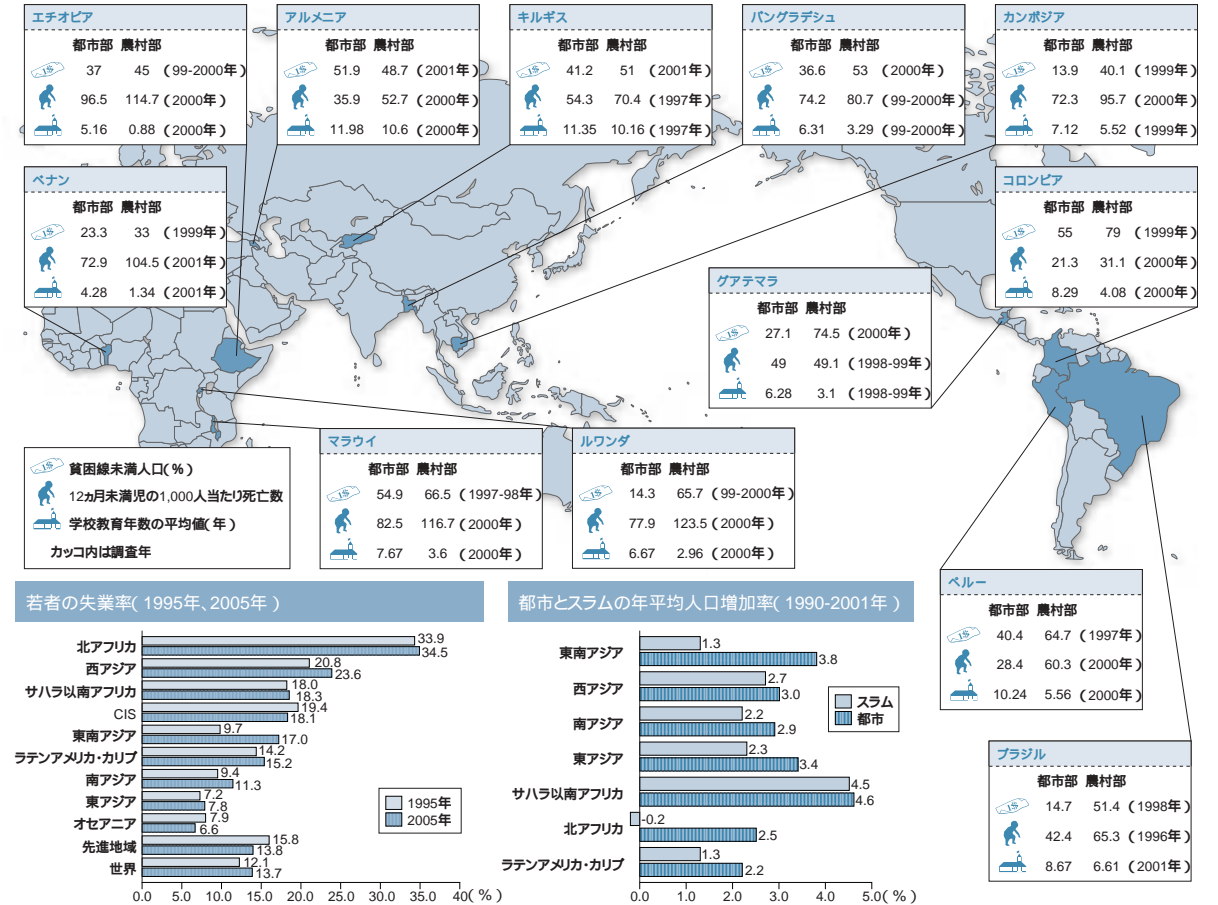 エチオピア
都市部 農村部
37 45 (99-2000年)
96.5 114.7 (2000年)
5.16 0.88 (2000年)
アルメニア
都市部 農村部
51.9 48.7 (2001年)
35.9 52.7 (2000年)
11.98 10.6 (2000年)
キルギス
都市部 農村部
41.2 51 (2001年)
54.3 70.4 (1997年)
11.35 10.16 (1997年)
バングラデシュ
都市部 農村部
36.6 53 (2000年)
74.2 80.7 (99-2000年)
6.31 3.29 (99-2000年)
カンボジア
都市部 農村部
13.9 40.1 (1999年)
72.3 95.7 (2000年)
7.12 5.52 (1999年)
ベナン
都市部 農村部
23.3 33 (1999年)
72.9 104.5 (2001年)
4.28 1.34 (2001年)
コロンビア
都市部 農村部
55 79 (1999年)
21.3 31.1 (2000年)
8.29 4.08 (2000年)
グアテマラ
都市部 農村部
27.1 74.5 (2000年)
49 49.1 (1998-99年)
6.28 3.1 (1998-99年)
1$ 貧困線未満人口(%)
12ヵ月未満児の1,000人当たり死亡数
学校教育年数の平均値(年)
カッコ内は調査年
マラウイ
都市部 農村部
54.9 66.5 (1997-98年)
82.5 116.7 (2000年)
7.67 3.6 (2000年)
ルワンダ
都市部 農村部
14.3 65.7 (99-2000年)
77.9 123.5 (2000年)
6.67 2.96 (2000年)
ペルー
都市部 農村部
40.4 64.7 (1997年)
28.4 60.3 (2000年)
10.24 5.56 (2000年)
ブラジル
都市部 農村部
14.7 51.4 (1998年)
42.4 65.3 (1996年)
8.67 6.61 (2001年)
若者の失業率(1995年、2005年)
北アフリカ 33.9 34.5
西アジア 20.8 23.6
サハラ以南アフリカ 18.0 18.3
CIS 19.4 18.1
東南アジア 9.7 17.0
ラテンアメリカ・カリブ 14.2 15.2
南アジア 9.4 11.3
東アジア 7.2 7.8
オセアニア 7.9 6.6
先進地域 15.8 13.8
世界 12.1 13.7
1995年
2005年
0.0 5.0 10.0 15.0 20.0 25.0 30.0 35.0 40(%)
都市とスラムの年平均人口増加率(1990-2001年)
東南アジア 1.3 3.8
西アジア 2.7 3.0
南アジア 2.2 2.9
東アジア 2.3 3.4
サハラ以南アフリカ 4.5 4.6
北アフリカ -0.2 2.5
ラテンアメリカ・カリブ 1.3 2.2
スラム
都市
0.0 1.0 2.0 3.0 4.0 5.0(%)